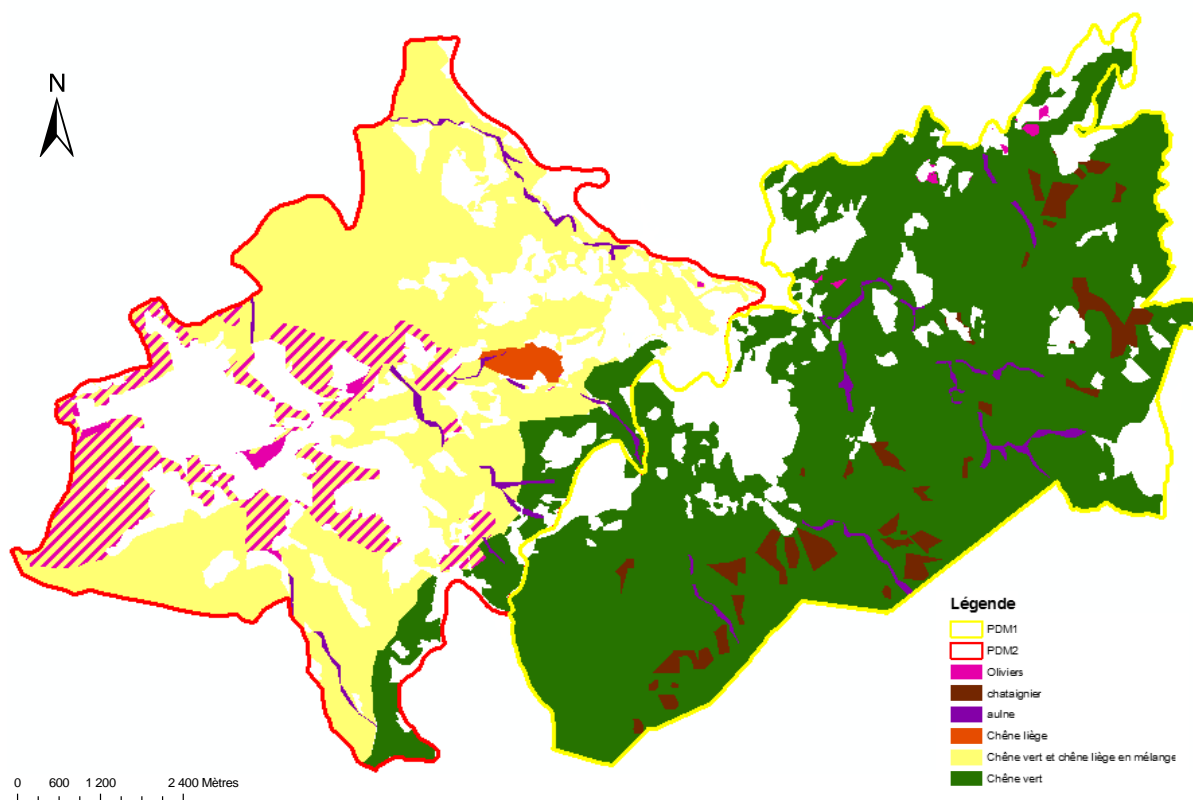 N
Légende
PDM1
PDM2
Oliviers
chataignier
aulne
Chêne liège
Chêne vert et chêne liège en mélange
Chêne vert
0 600 1 200 2 400 Mètres